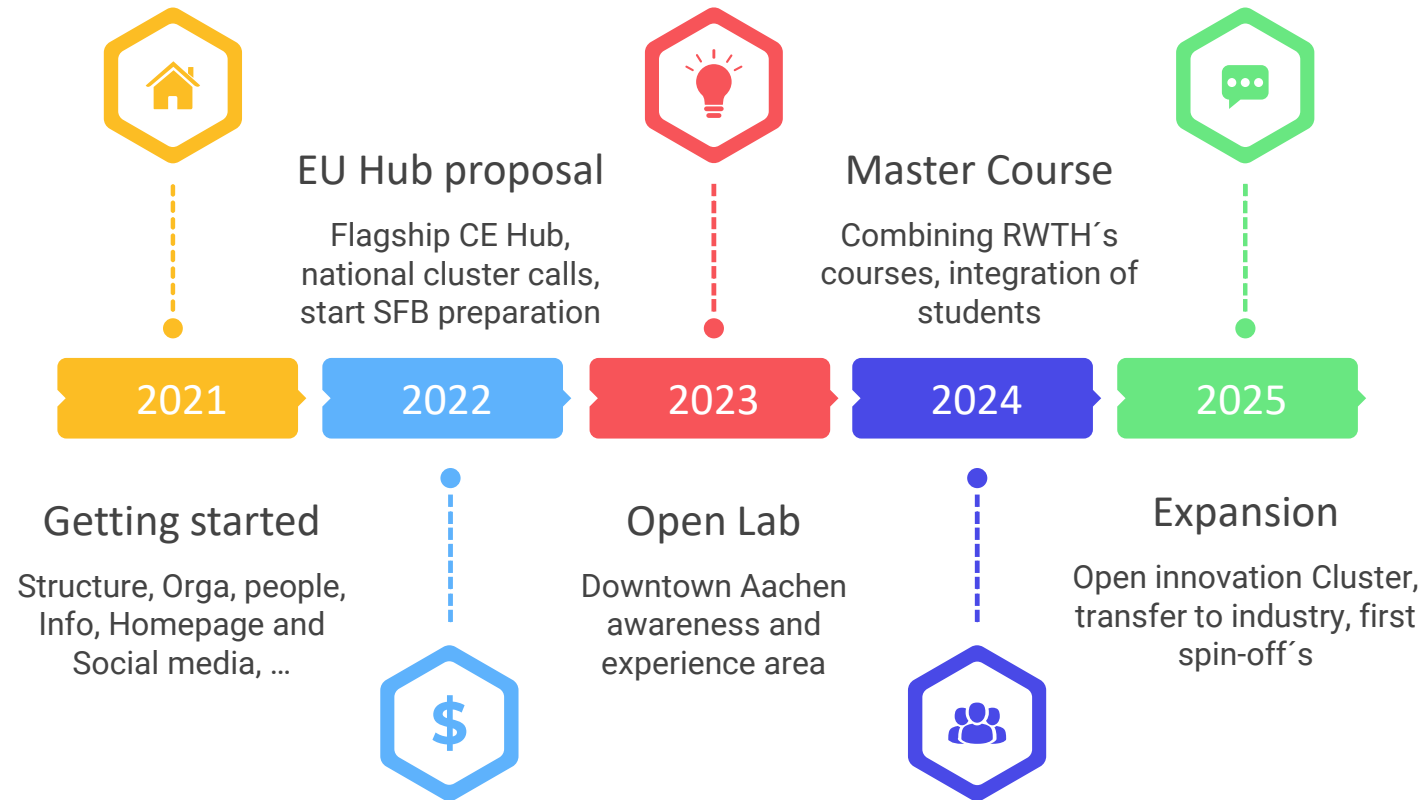 EU Hub proposal
Flagship CE Hub,
national cluster calls,
start SFB preparation
Master Course
Combining RWTH´s
courses, integration of
students
2021
2022
2023
2024
2025
Getting started
Structure, Orga, people,
Info, Homepage and
Social media, …
Open Lab
Downtown Aachen
awareness and
experience area
Expansion
Open innovation Cluster,
transfer to industry, first
spin-off´s
$